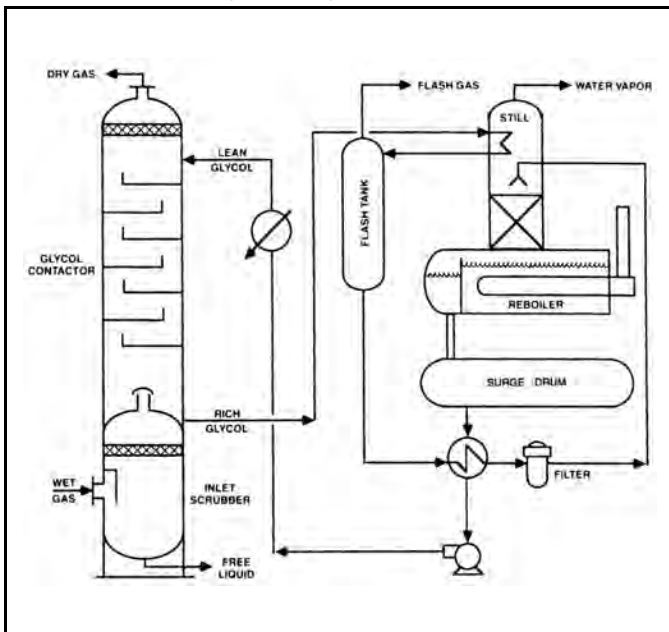 DRY GAS
FLASH GAS
WATER VAPOR
STILL
LEAN
GLYCOL
FLASH TANK
GLYCOL
CONTACTOR
REBOILER
SURGE DRUM
RICH
GLYCOL
WET
GAS
INLET
SCRUBBER
FILTER
FREE
LIQUID